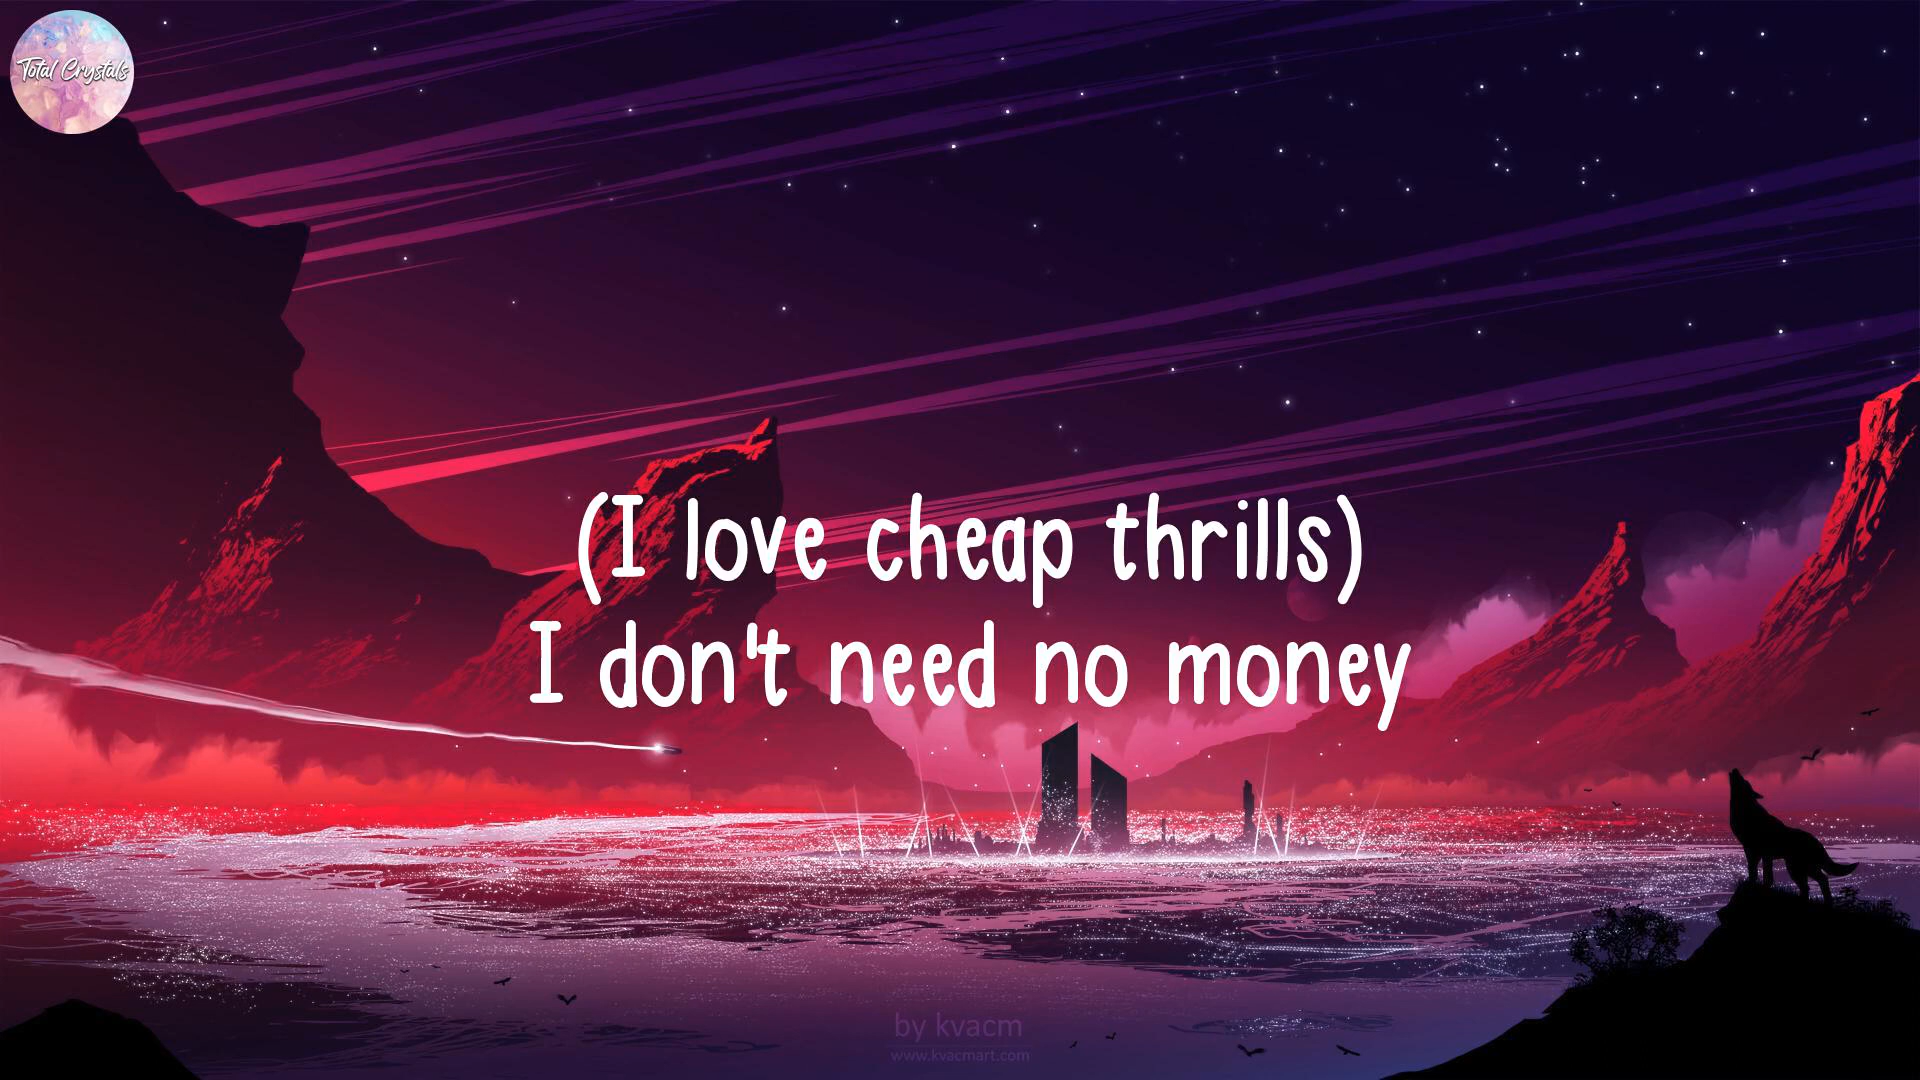 Total Crystals
(I love cheap thrills)
I don't need no money
by kvacm
www.kvacmart.com